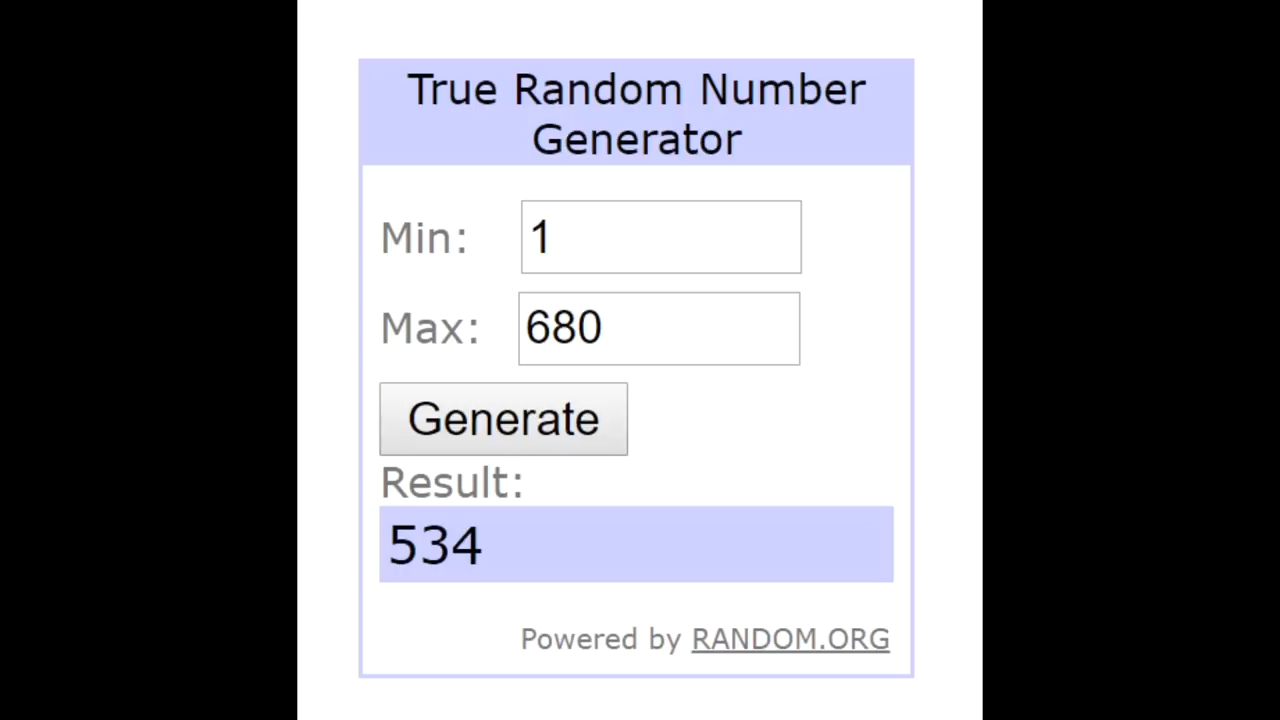 True Random Number
Generator
Min: 1
Max: 680
Generate
Result:
534
Powered by RANDOM.ORG